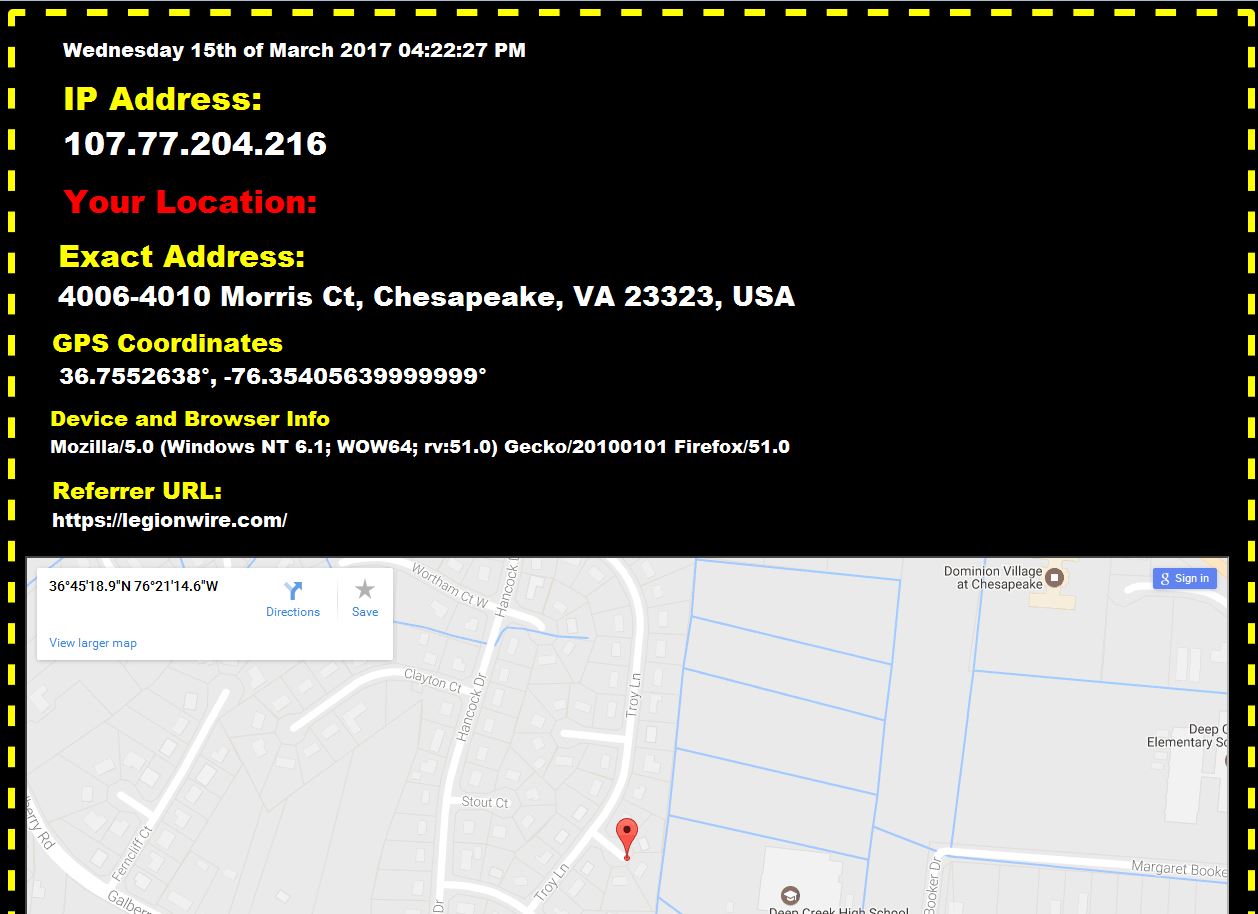 Wednesday 15th of March 2017 04:22:27 PM
IP Address:
107.77.204.216
Your Location:
Exact Address:
4006-4010 Morris Ct, Chesapeake, VA 23323, USA
GPS Coordinates
36.7552638°, -76.35405639999999°
Device and Browser Info
Mozilla/5.0 (Windows NT 6.1; WOW64; rv:51.0) Gecko/20100101 Firefox/51.0
Referrer URL:
https://legionwire.com/
36°45'18.9"N 76°21'14.6"W
Directions
Save
View larger map
Wortham Ct W
Hancock D
Dominion Village
at Chesapeake
g Sign in
Clayton Ct
Hancock Dr
Troy Ln
Deep C
Elementary Sc
Stout Ct
berry Rd
Ferncliff Ct
Troy Ln
Galberry
Dr
Booker Dr
Margaret Booke
Deep Creek High School